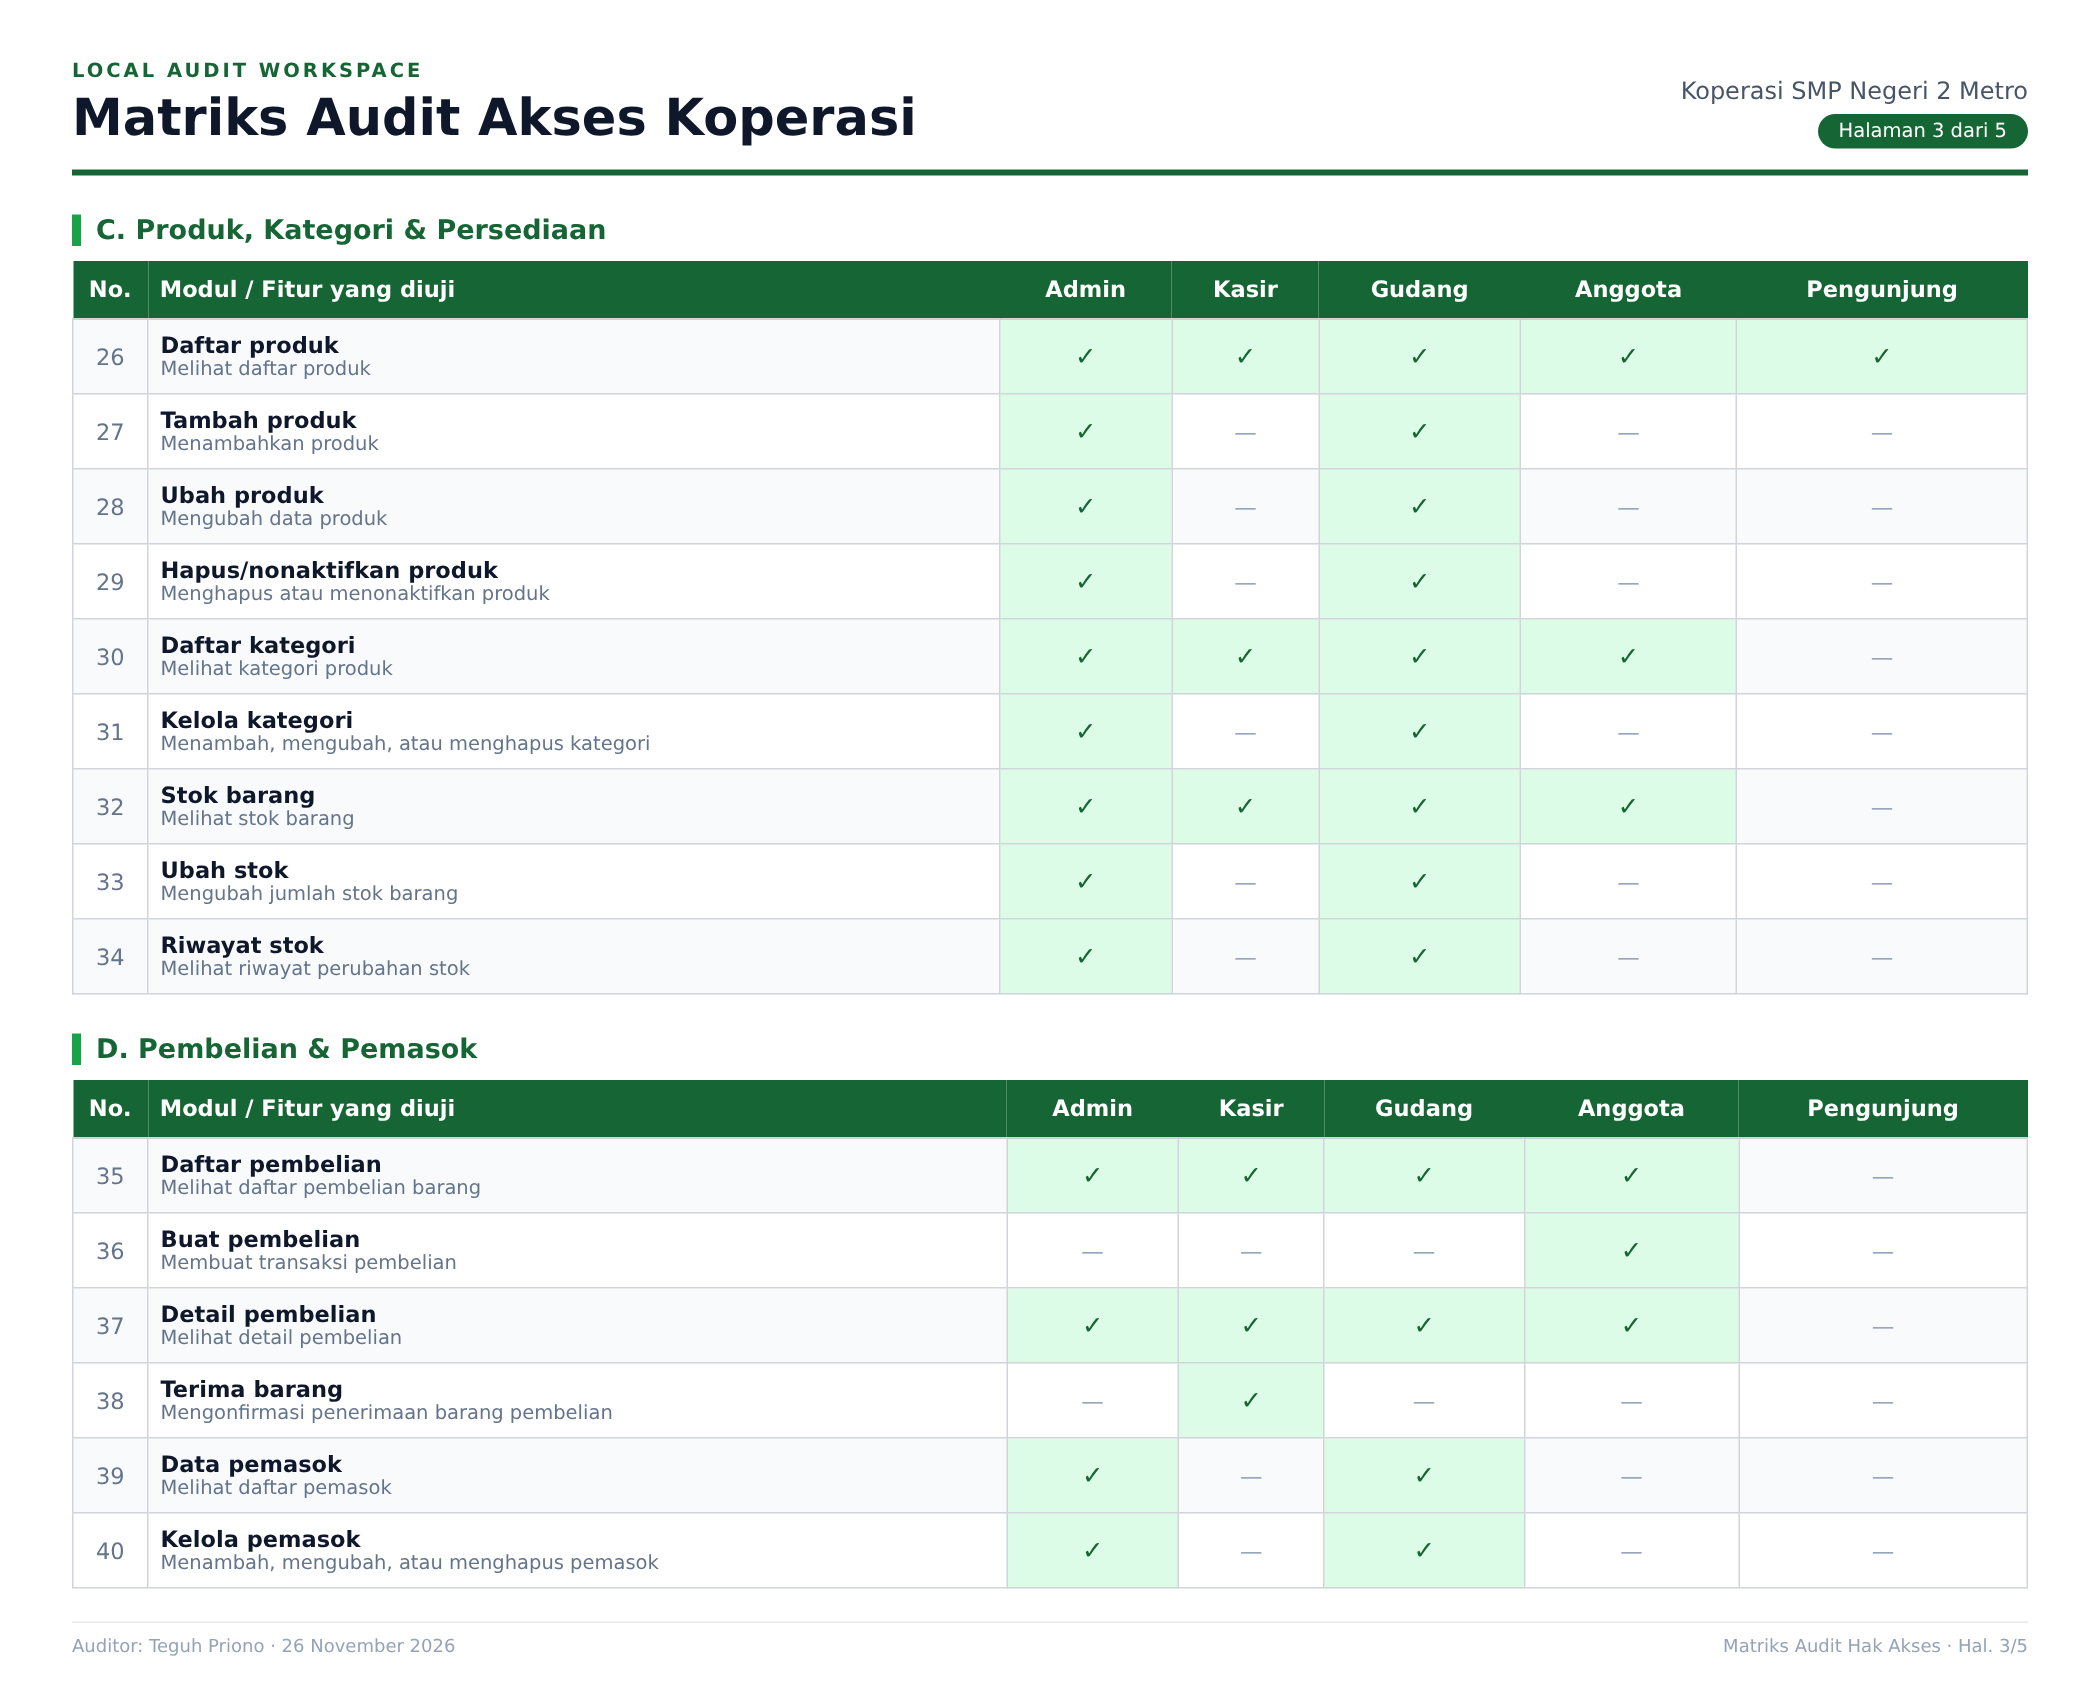 LOCAL AUDIT WORKSPACE
Matriks Audit Akses Koperasi
Koperasi SMP Negeri 2 Metro
Halaman 3 dari 5
C. Produk, Kategori & Persediaan
No. Modul / Fitur yang diuji Admin Kasir Gudang Anggota Pengunjung
26 Daftar produk ✓ ✓ ✓ ✓ ✓
Melihat daftar produk
27 Tambah produk ✓ — ✓ — —
Menambahkan produk
28 Ubah produk ✓ — ✓ — —
Mengubah data produk
29 Hapus/nonaktifkan produk ✓ — ✓ — —
Menghapus atau menonaktifkan produk
30 Daftar kategori ✓ ✓ ✓ ✓ —
Melihat kategori produk
31 Kelola kategori ✓ — ✓ — —
Menambah, mengubah, atau menghapus kategori
32 Stok barang ✓ ✓ ✓ ✓ —
Melihat stok barang
33 Ubah stok ✓ — ✓ — —
Mengubah jumlah stok barang
34 Riwayat stok ✓ — ✓ — —
Melihat riwayat perubahan stok
D. Pembelian & Pemasok
No. Modul / Fitur yang diuji Admin Kasir Gudang Anggota Pengunjung
35 Daftar pembelian ✓ ✓ ✓ ✓ —
Melihat daftar pembelian barang
36 Buat pembelian — — — ✓ —
Membuat transaksi pembelian
37 Detail pembelian ✓ ✓ ✓ ✓ —
Melihat detail pembelian
38 Terima barang — ✓ — — —
Mengonfirmasi penerimaan barang pembelian
39 Data pemasok ✓ — ✓ — —
Melihat daftar pemasok
40 Kelola pemasok ✓ — ✓ — —
Menambah, mengubah, atau menghapus pemasok
Auditor: Teguh Priono · 26 November 2026
Matriks Audit Hak Akses · Hal. 3/5